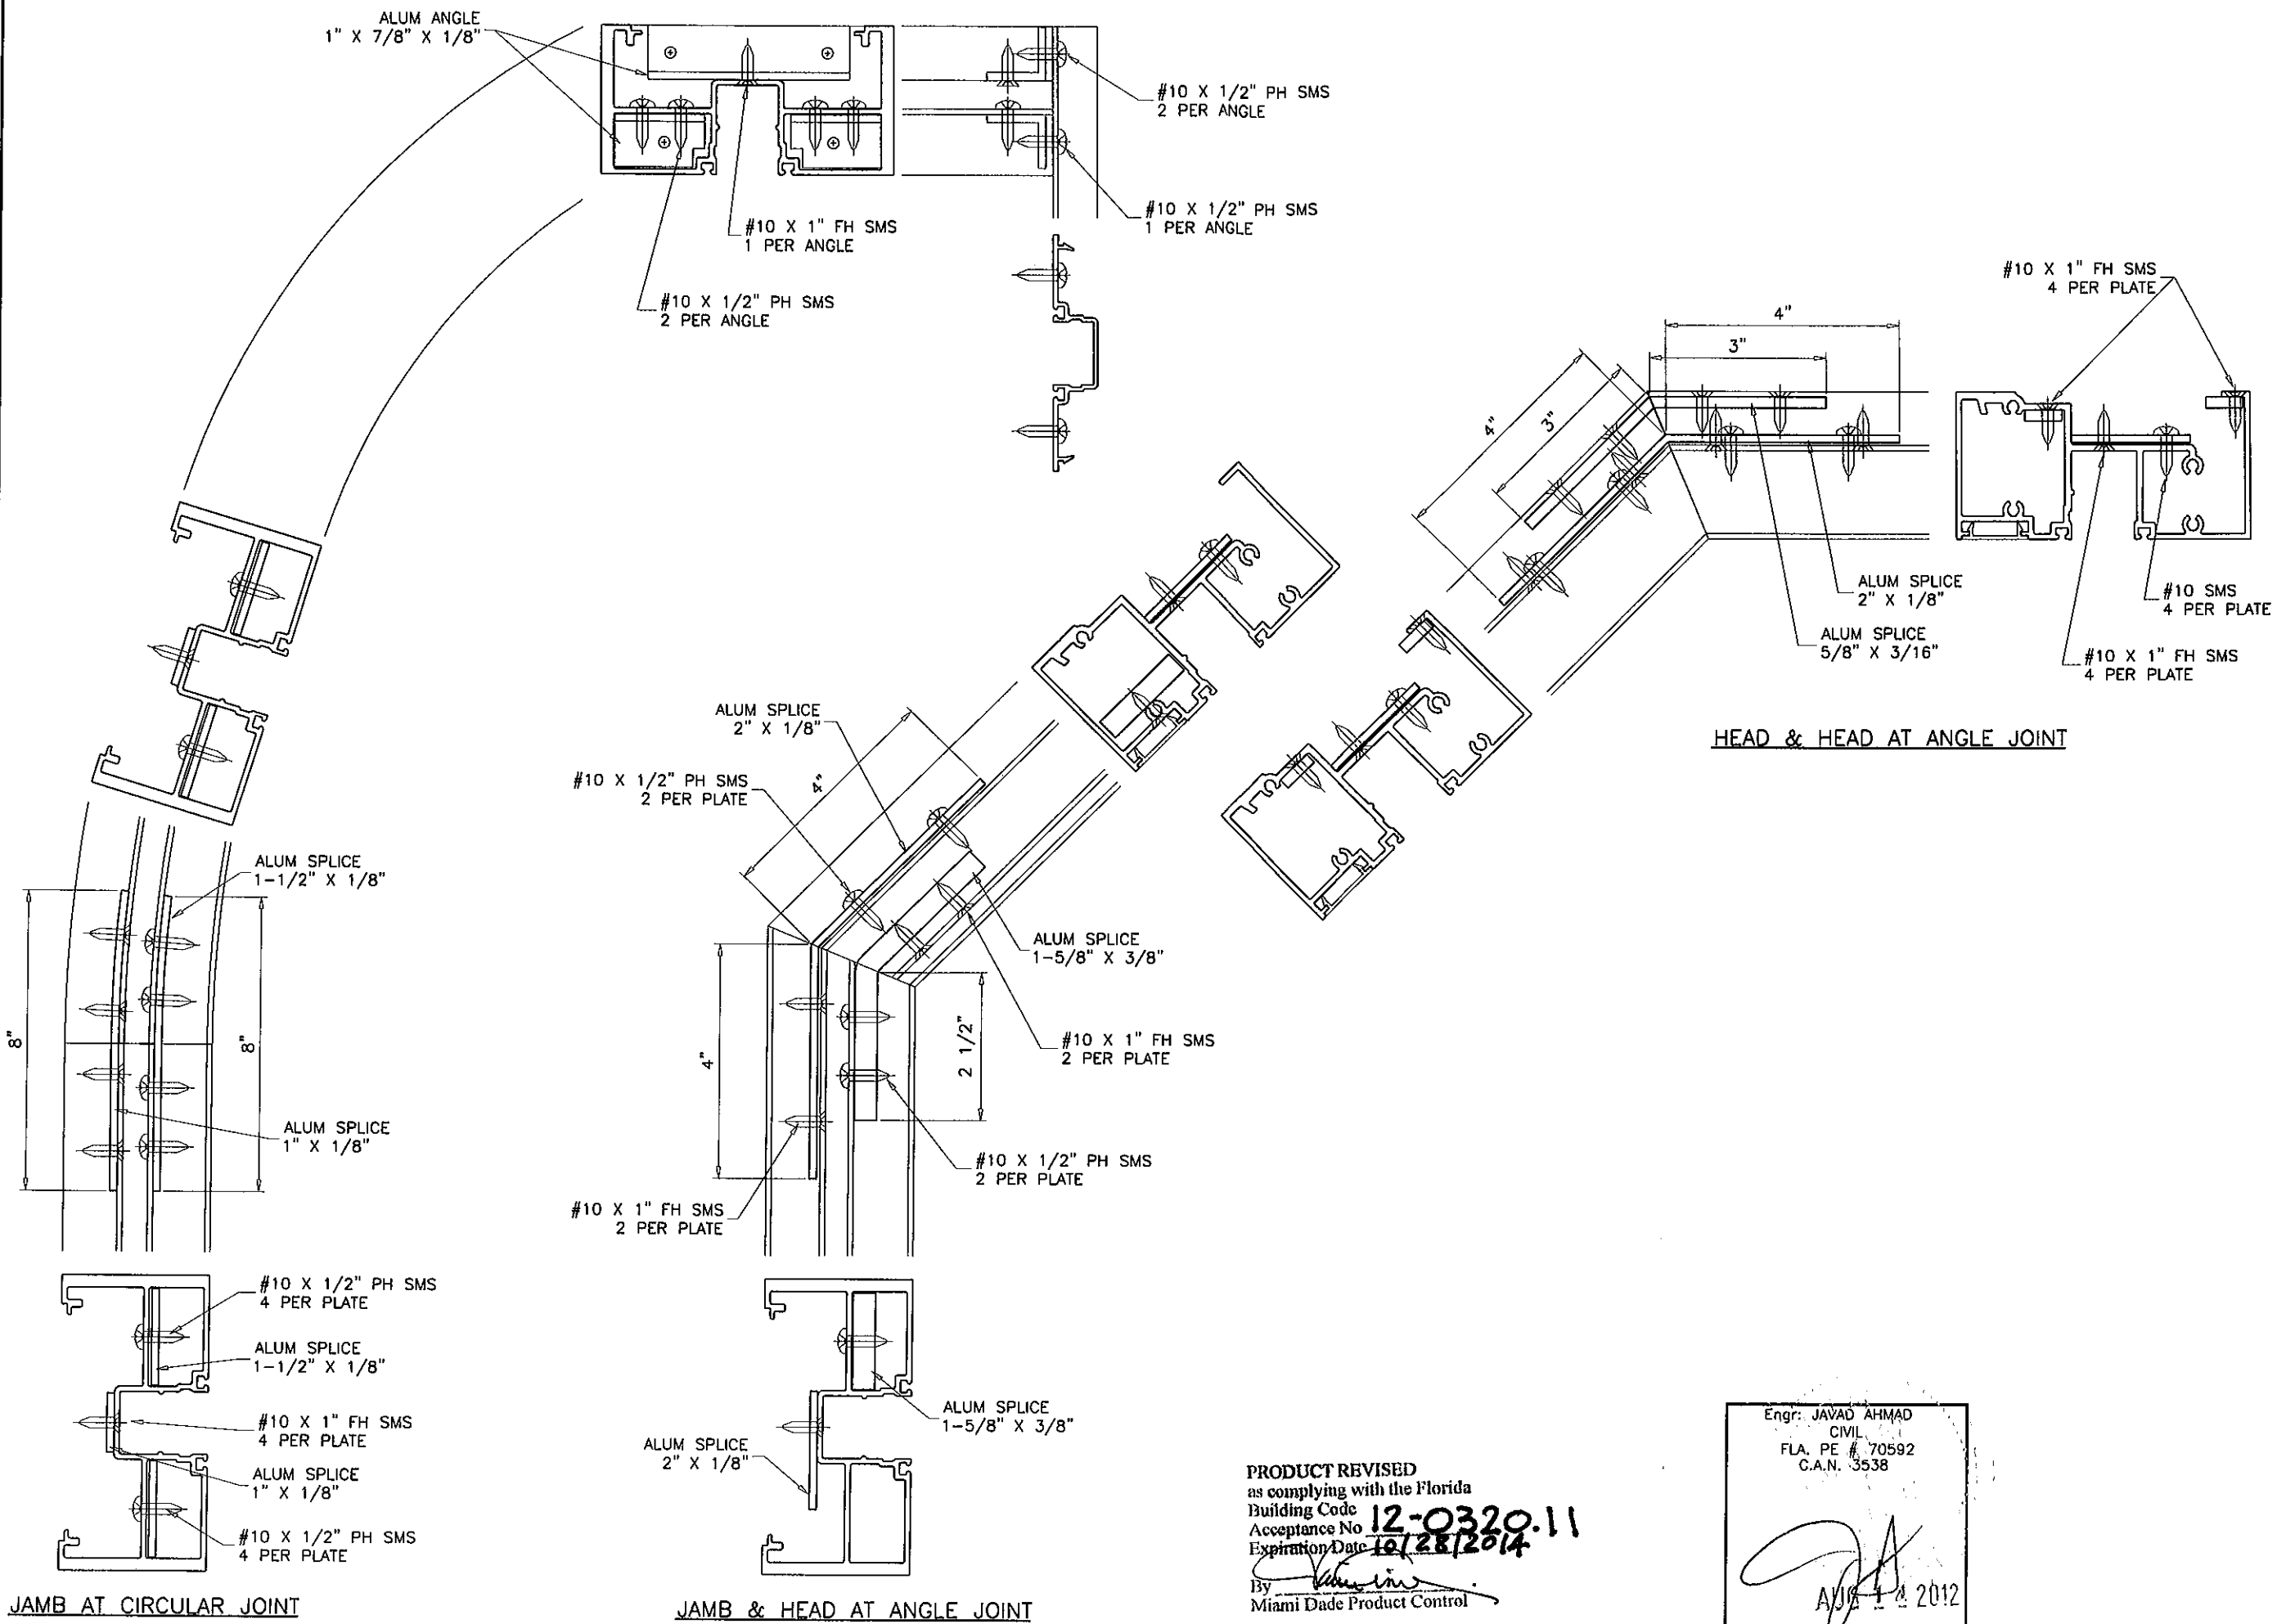 ALUM ANGLE
1" X 7/8" X 1/8"
#10 X 1/2" PH SMS
2 PER ANGLE
#10 X 1/2" PH SMS
1 PER ANGLE
#10 X 1" FH SMS
1 PER ANGLE
#10 X 1/2" PH SMS
2 PER ANGLE
#10 X 1" FH SMS
4 PER PLATE
4"
3"
4"
3"
ALUM SPLICE
2" X 1/8"
ALUM SPLICE
5/8" X 3/16"
#10 SMS
4 PER PLATE
#10 X 1" FH SMS
4 PER PLATE
HEAD & HEAD AT ANGLE JOINT
ALUM SPLICE
2" X 1/8"
4"
#10 X 1/2" PH SMS
2 PER PLATE
ALUM SPLICE
1-5/8" X 3/8"
#10 X 1" FH SMS
2 PER PLATE
4"
2 1/2"
#10 X 1/2" PH SMS
2 PER PLATE
#10 X 1" FH SMS
2 PER PLATE
ALUM SPLICE
1-5/8" X 3/8"
ALUM SPLICE
2" X 1/8"
JAMB & HEAD AT ANGLE JOINT
ALUM SPLICE
1-1/2" X 1/8"
8"
8"
ALUM SPLICE
1" X 1/8"
#10 X 1/2" PH SMS
4 PER PLATE
ALUM SPLICE
1-1/2" X 1/8"
#10 X 1" FH SMS
4 PER PLATE
ALUM SPLICE
1" X 1/8"
#10 X 1/2" PH SMS
4 PER PLATE
JAMB AT CIRCULAR JOINT
PRODUCT REVISED
as complying with the Florida
Building Code
Acceptance No 12-0320.11
Expiration Date 10/28/2014
By
Miami Dade Product Control
Engr: JAVAD AHMAD
CIVIL
FLA. PE # 70592
C.A.N. 3538
AUG 2012